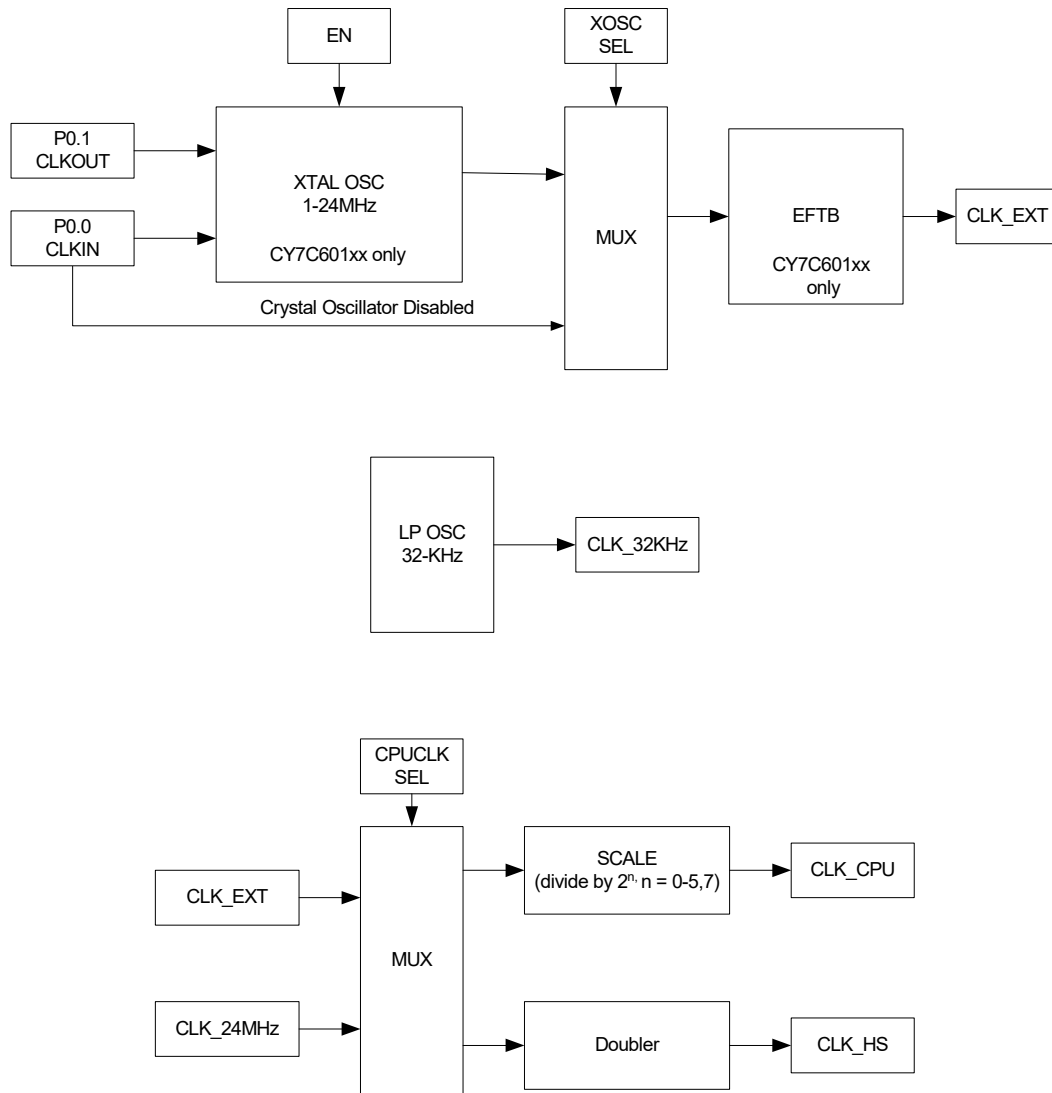 EN
XOSC
SEL
P0.1
CLKOUT
XTAL OSC
1-24MHz
CY7C601xx only
P0.0
CLKIN
MUX
EFTB
CY7C601xx
only
CLK_EXT
Crystal Oscillator Disabled
LP OSC
32-KHz
CLK_32KHz
CPUCLK
SEL
CLK_EXT
MUX
SCALE
(divide by 2ⁿ, n = 0-5,7)
CLK_CPU
CLK_24MHz
Doubler
CLK_HS